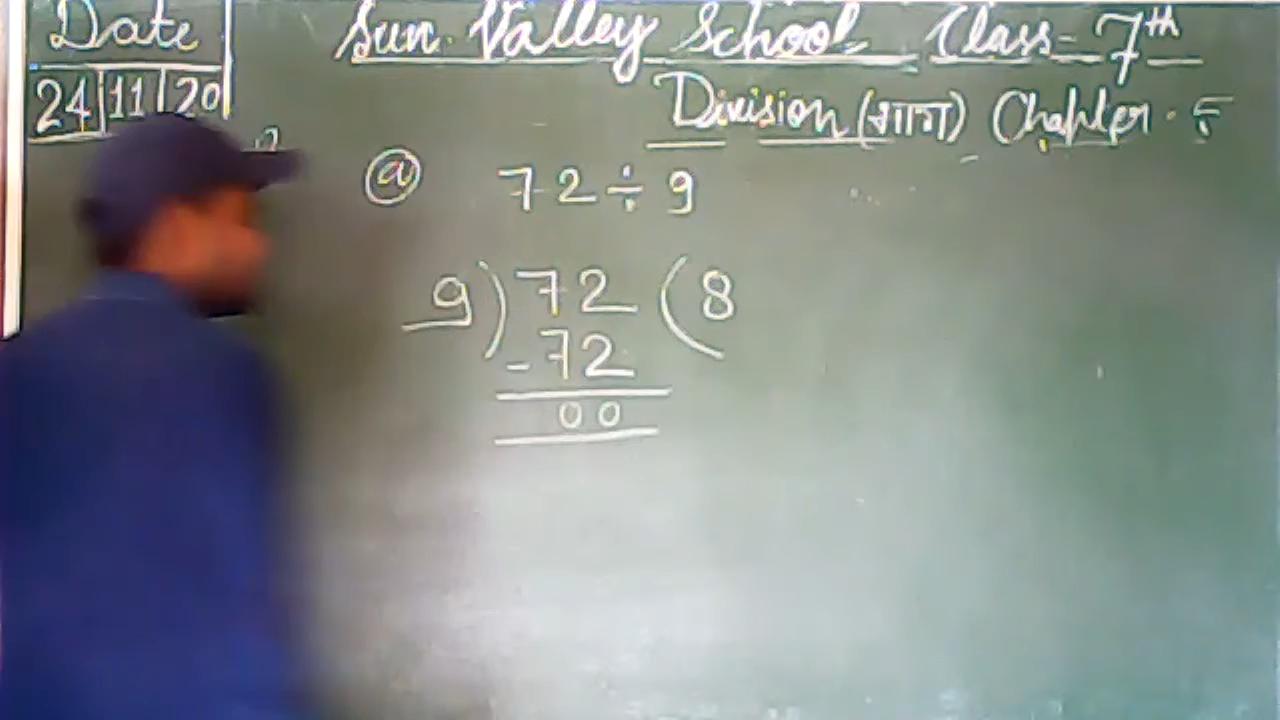 Date
24|11|20
Sun Valley School Class-7th
Division (भाग) Chapter-5
(a) 72÷9
9)72(8
-72
00